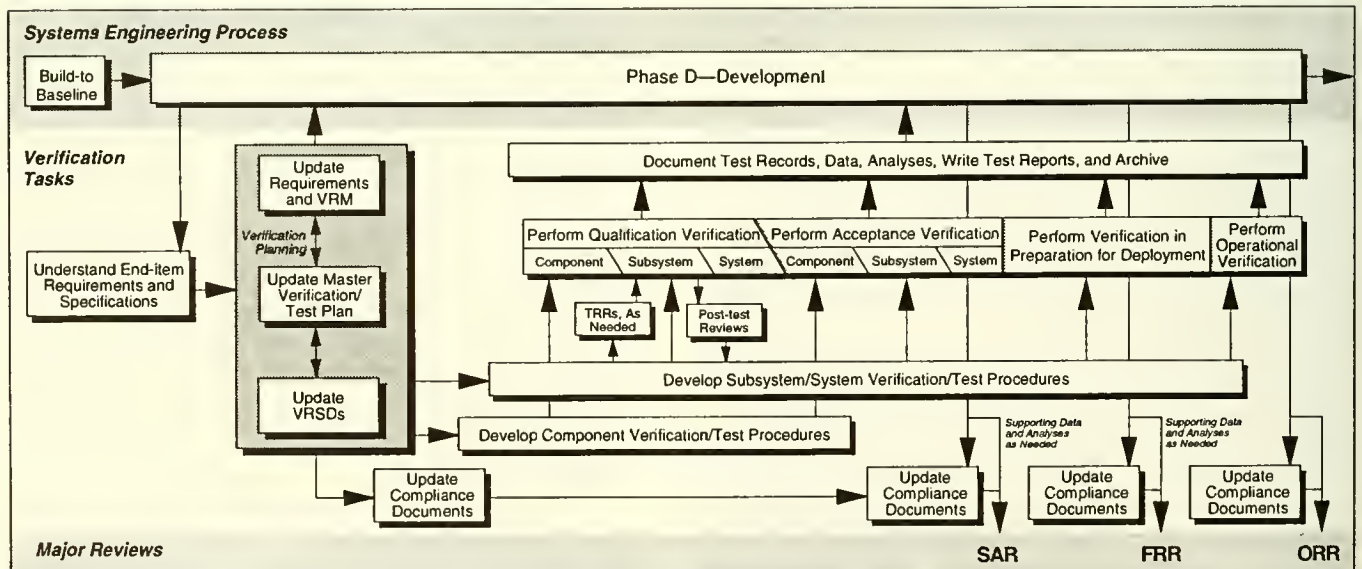 Systems Engineering Process
Build-to
Baseline
Phase D—Development
Verification
Tasks
Update
Requirements
and VRM
Verification
Planning
Update Master
Verification/
Test Plan
Update
VRSDs
Understand End-item
Requirements and
Specifications
Document Test Records, Data, Analyses, Write Test Reports, and Archive
Perform Qualification Verification
Component
Subsystem
System
Perform Acceptance Verification
Component
Subsystem
System
Perform Verification in
Preparation for Deployment
Perform
Operational
Verification
TRRs, As
Needed
Post-test
Reviews
Develop Subsystem/System Verification/Test Procedures
Develop Component Verification/Test Procedures
Supporting Data
and Analyses
as Needed
Supporting Data
and Analyses
as Needed
Update
Compliance
Documents
Update
Compliance
Documents
Update
Compliance
Documents
Update
Compliance
Documents
Major Reviews
SAR
FRR
ORR